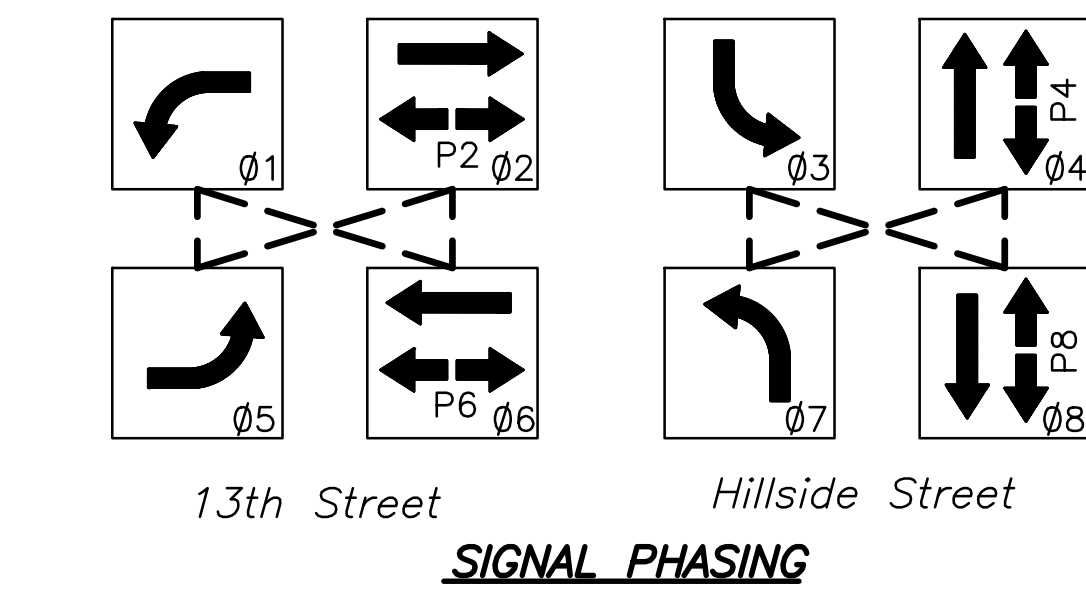 Ø1
P2 Ø2
Ø3
P4
Ø4
Ø5
P6 Ø6
Ø7
P8
Ø8
13th Street
Hillside Street
SIGNAL PHASING